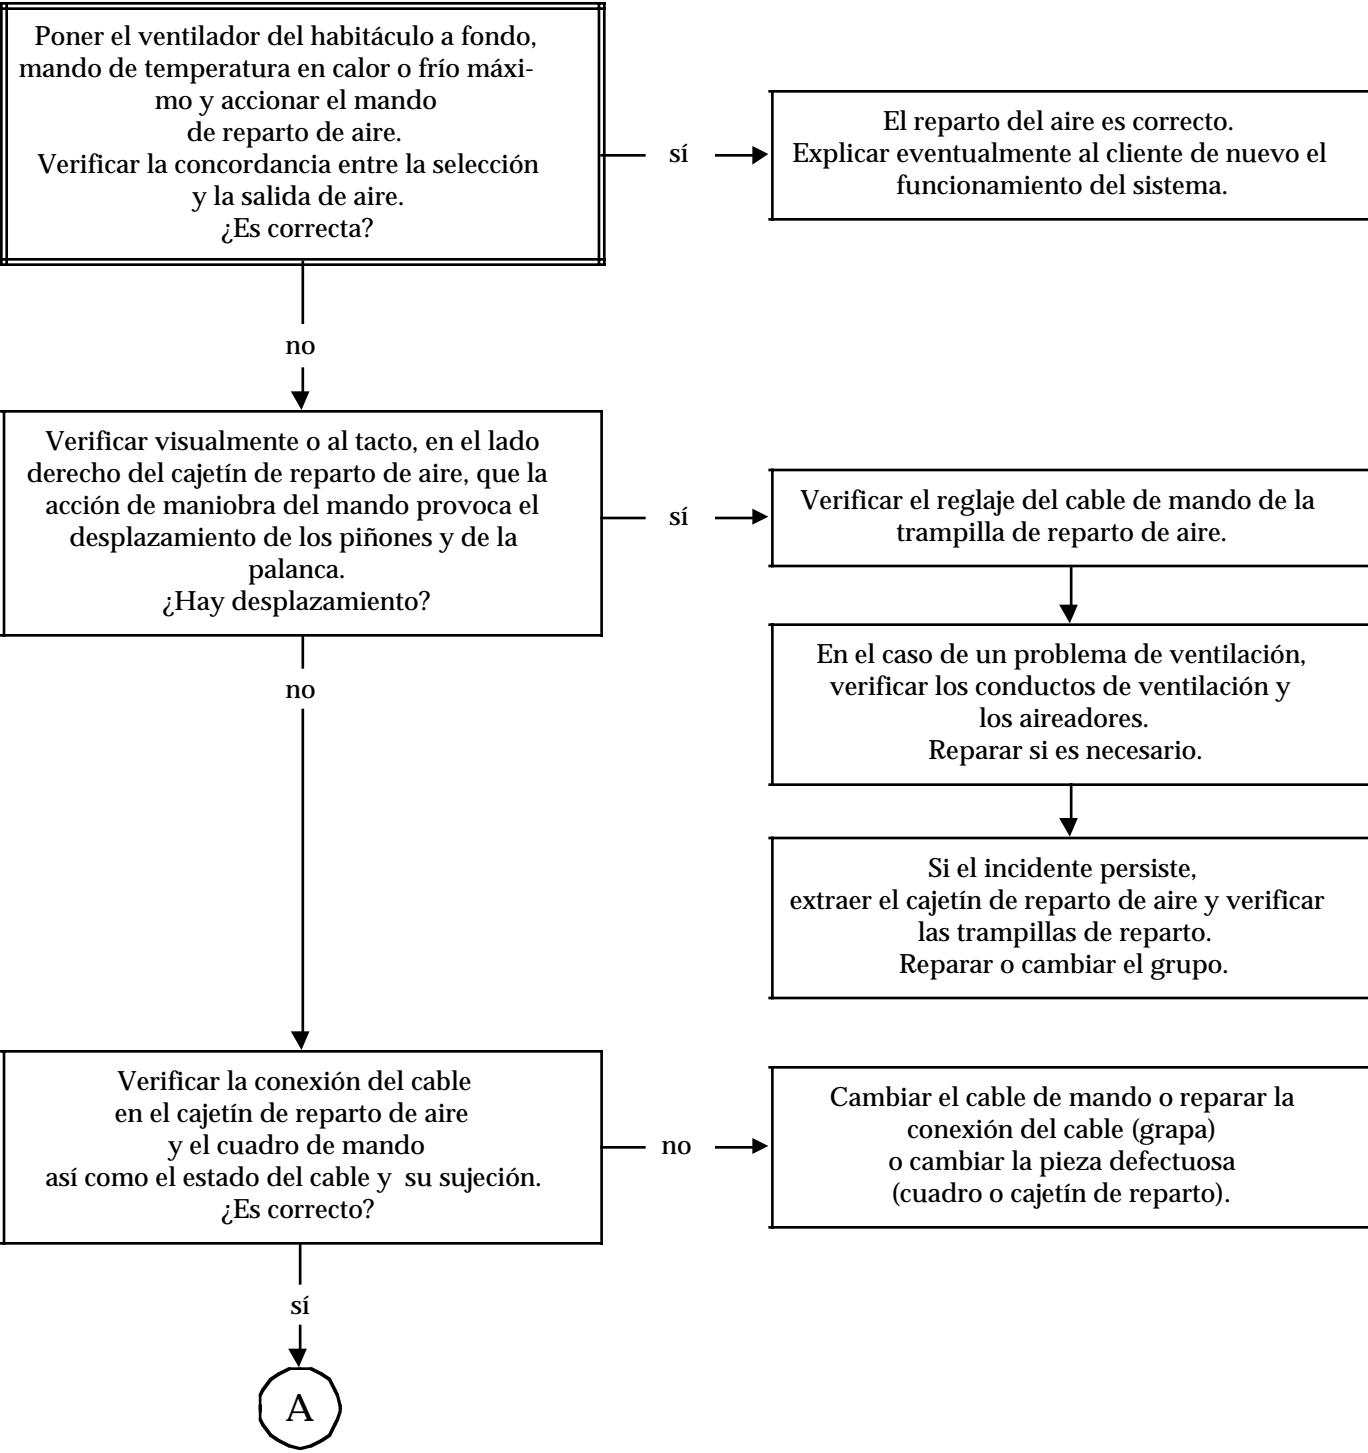 Poner el ventilador del habitáculo a fondo,
mando de temperatura en calor o frío máxi-
mo y accionar el mando
de reparto de aire.
Verificar la concordancia entre la selección
y la salida de aire.
¿Es correcta?
sí
El reparto del aire es correcto.
Explicar eventualmente al cliente de nuevo el
funcionamiento del sistema.
no
Verificar visualmente o al tacto, en el lado
derecho del cajetín de reparto de aire, que la
acción de maniobra del mando provoca el
desplazamiento de los piñones y de la
palanca.
¿Hay desplazamiento?
sí
Verificar el reglaje del cable de mando de la
trampilla de reparto de aire.
En el caso de un problema de ventilación,
verificar los conductos de ventilación y
los aireadores.
Reparar si es necesario.
Si el incidente persiste,
extraer el cajetín de reparto de aire y verificar
las trampillas de reparto.
Reparar o cambiar el grupo.
no
Verificar la conexión del cable
en el cajetín de reparto de aire
y el cuadro de mando
así como el estado del cable y su sujeción.
¿Es correcto?
no
Cambiar el cable de mando o reparar la
conexión del cable (grapa)
o cambiar la pieza defectuosa
(cuadro o cajetín de reparto).
sí
A